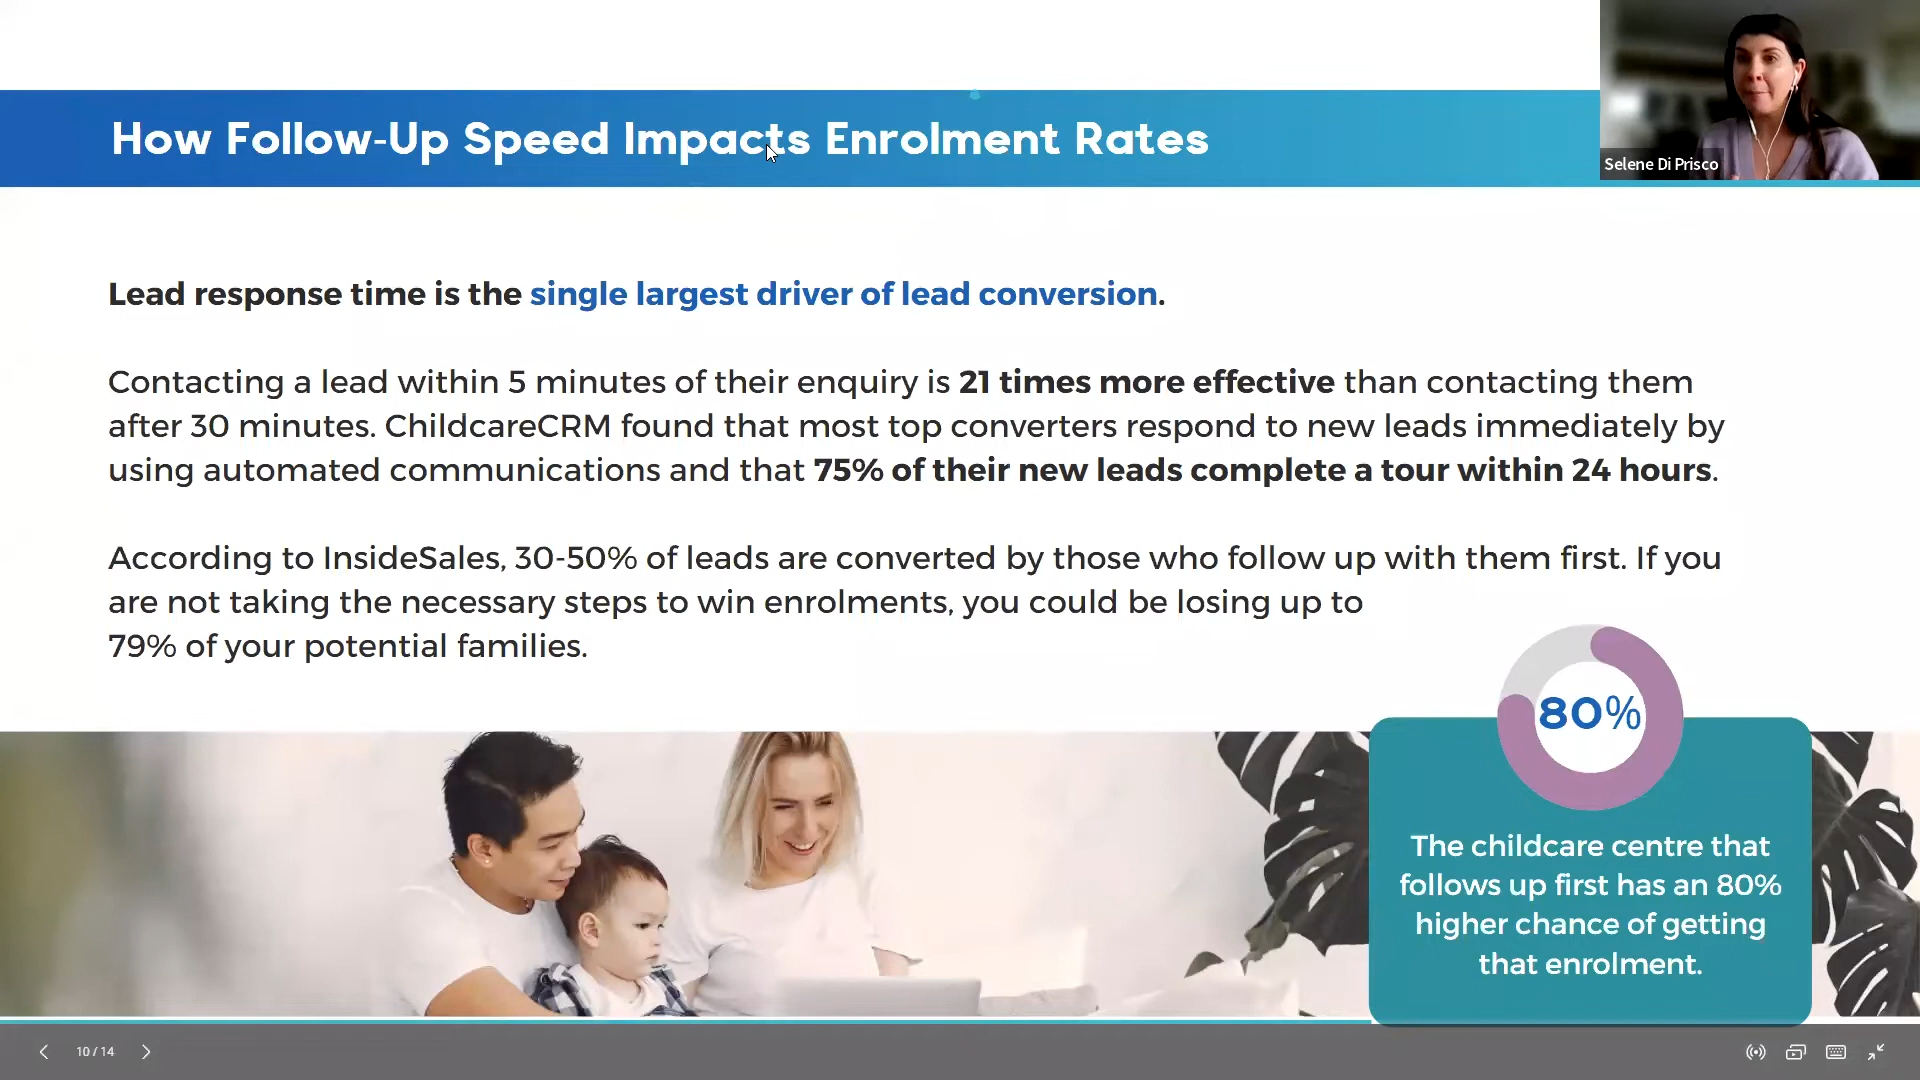 How Follow-Up Speed Impacts Enrolment Rates
Selene Di Prisco
Lead response time is the single largest driver of lead conversion.
Contacting a lead within 5 minutes of their enquiry is 21 times more effective than contacting them
after 30 minutes. ChildcareCRM found that most top converters respond to new leads immediately by
using automated communications and that 75% of their new leads complete a tour within 24 hours.
According to InsideSales, 30-50% of leads are converted by those who follow up with them first. If you
are not taking the necessary steps to win enrolments, you could be losing up to
79% of your potential families.
80%
The childcare centre that
follows up first has an 80%
higher chance of getting
that enrolment.
10 / 14